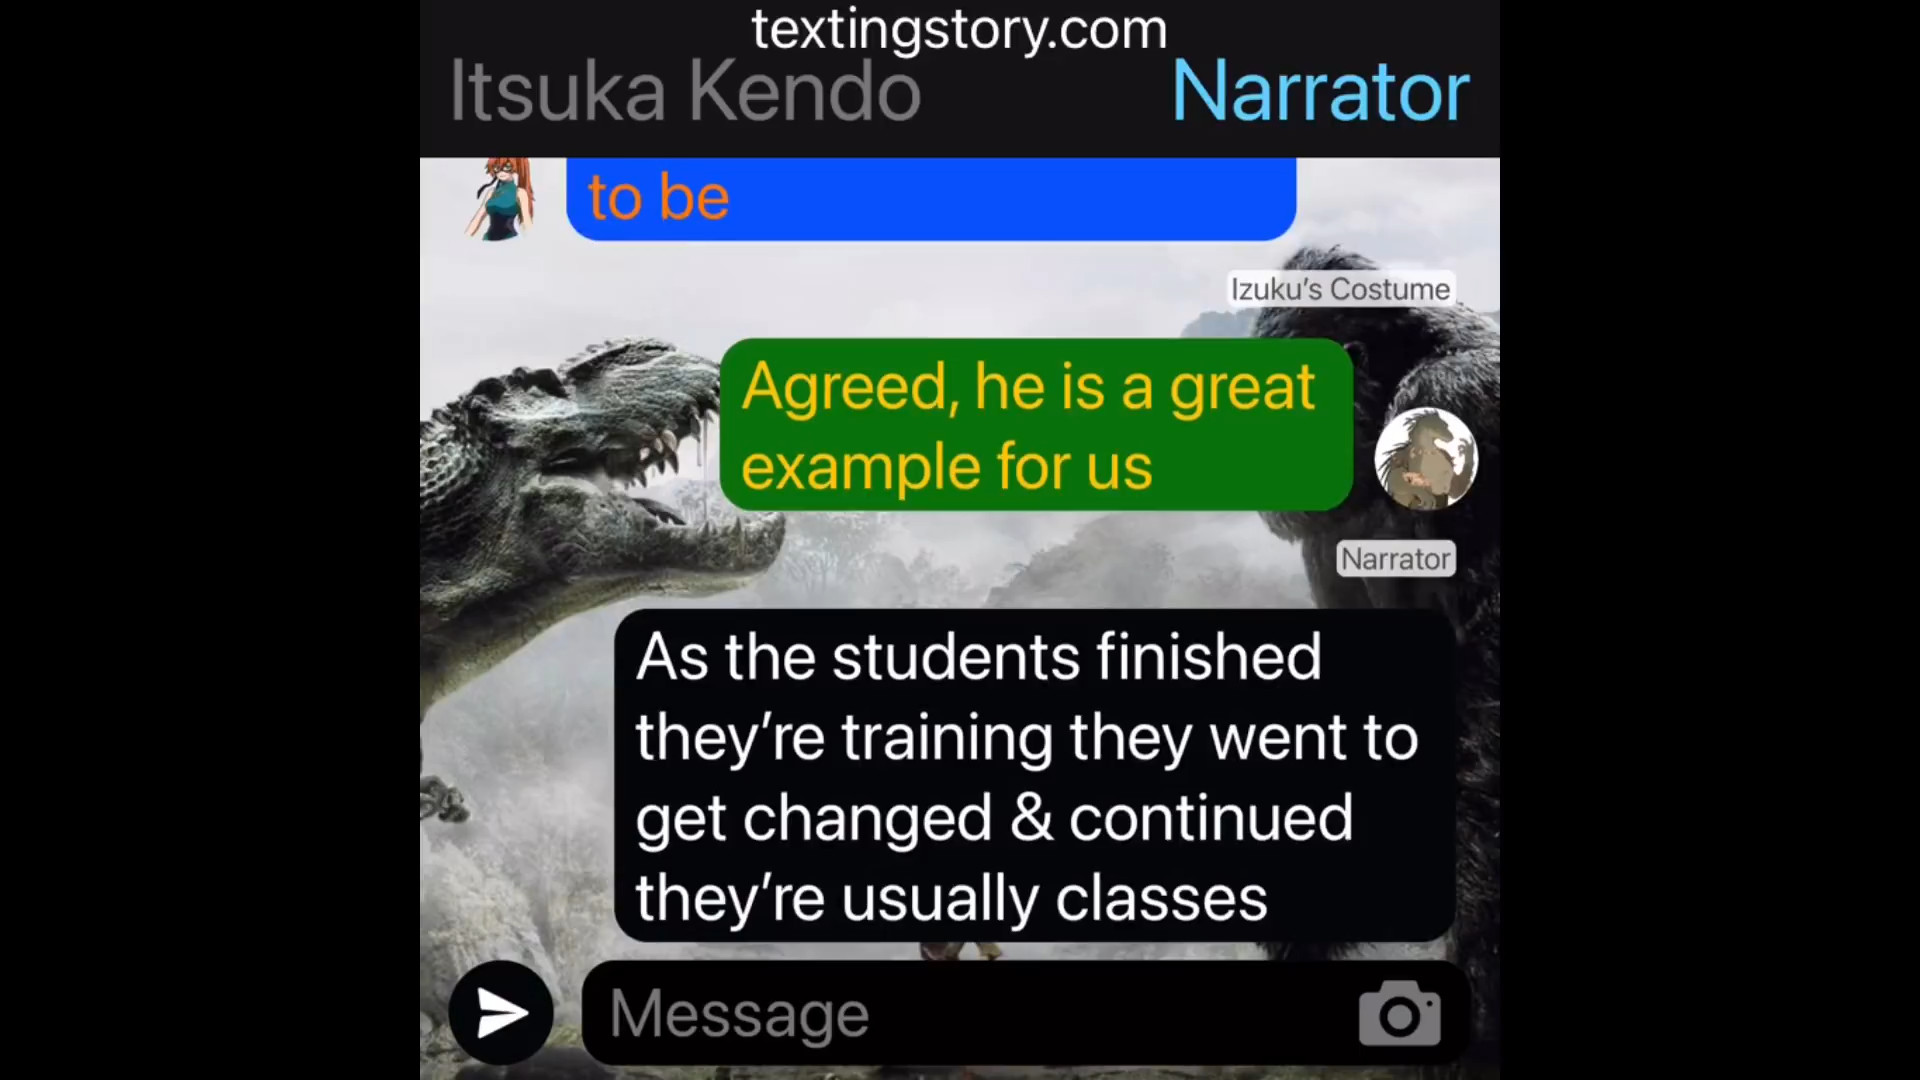 textingstory.com
Itsuka Kendo
Narrator
to be
Izuku’s Costume
Agreed, he is a great
example for us
Narrator
As the students finished
they’re training they went to
get changed & continued
they’re usually classes
Message